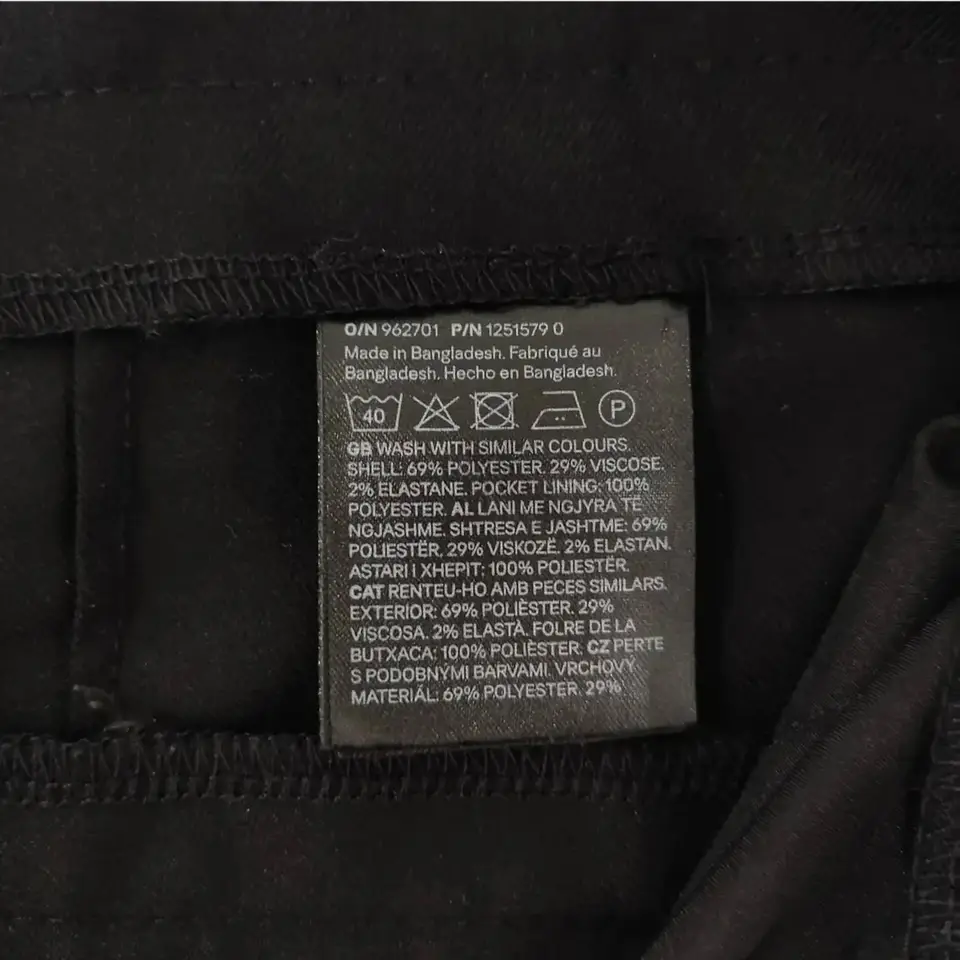 O/N 962701 P/N 1251579 0
Made in Bangladesh. Fabriqué au
Bangladesh. Hecho en Bangladesh.
40 P
GB WASH WITH SIMILAR COLOURS.
SHELL: 69% POLYESTER. 29% VISCOSE.
2% ELASTANE. POCKET LINING: 100%
POLYESTER. AL LANI ME NGJYRA TË
NGJASHME. SHTRESA E JASHTME: 69%
POLIESTËR. 29% VISKOZË. 2% ELASTAN.
ASTARI I XHEPIT: 100% POLIESTËR.
CAT RENTEU-HO AMB PECES SIMILARS.
EXTERIOR: 69% POLIÈSTER. 29%
VISCOSA. 2% ELASTÀ. FOLRE DE LA
BUTXACA: 100% POLIÈSTER. CZ PERTE
S PODOBNÝMI BARVAMI. VRCHOVÝ
MATERIÁL: 69% POLYESTER. 29%